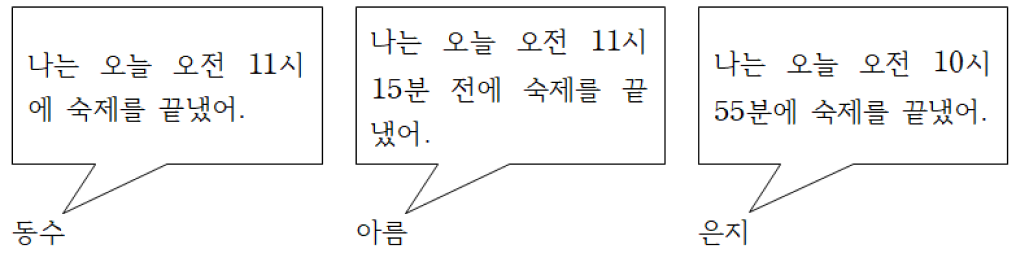 나는 오늘 오전 11시
에 숙제를 끝냈어.
동수
나는 오늘 오전 11시
15분 전에 숙제를 끝
냈어.
아름
나는 오늘 오전 10시
55분에 숙제를 끝냈어.
은지